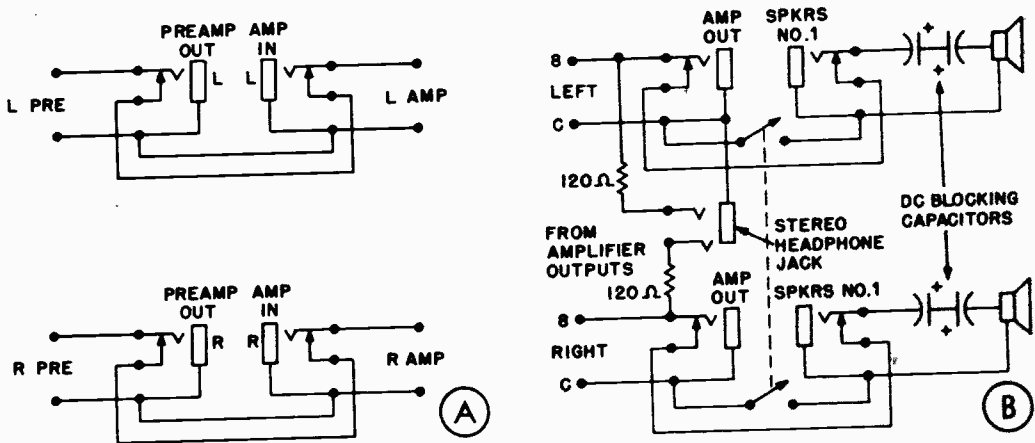 PREAMP
OUT
AMP
IN
L
L
L PRE
L AMP
PREAMP
OUT
AMP
IN
R
R
R PRE
R AMP
A
AMP
OUT
SPKRS
NO.1
8
LEFT
C
+
+
120Ω
DC BLOCKING
CAPACITORS
STEREO
HEADPHONE
JACK
FROM
AMPLIFIER
OUTPUTS
120Ω
AMP
OUT
SPKRS NO.1
8
RIGHT
C
+
+
B